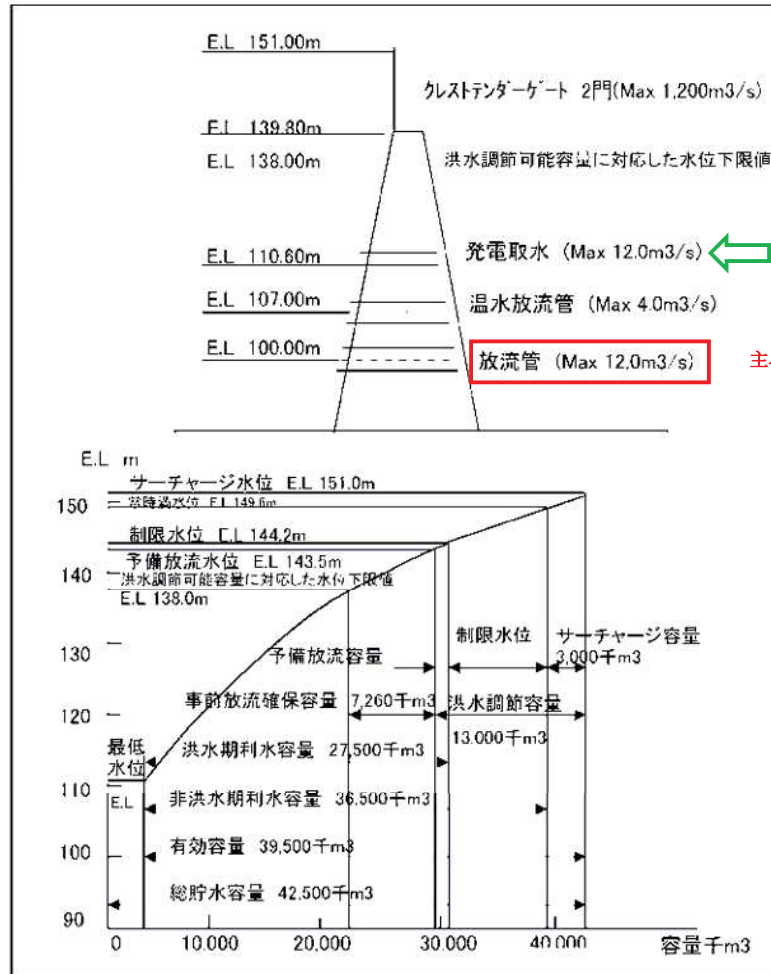 E.L 151.00m
クレストテンダーゲート 2門(Max 1,200m3/s)
E.L 139.80m
E.L 138.00m 洪水調節可能容量に対応した水位下限値
E.L 110.60m 発電取水 (Max 12.0m3/s)
E.L 107.00m 温水放流管 (Max 4.0m3/s)
E.L 100.00m 放流管 (Max 12.0m3/s)
E.L m
サーチャージ水位 E.L 151.0m
150 常時満水位 E.L 149.6m
制限水位 E.L 144.2m
予備放流水位 E.L 143.5m
140 洪水調節可能容量に対応した水位下限値
E.L 138.0m
130 制限水位 サーチャージ容量
予備放流容量 3,000千m3
事前放流確保容量 7,260千m3 洪水調節容量
120 13.000千m3
最低
水位 洪水期利水容量 27,500千m3
110 E.L 非洪水期利水容量 36,500千m3
有効容量 39,500千m3
100
総貯水容量 42,500千m3
90
0 10,000 20,000 30,000 40,000 容量千m3